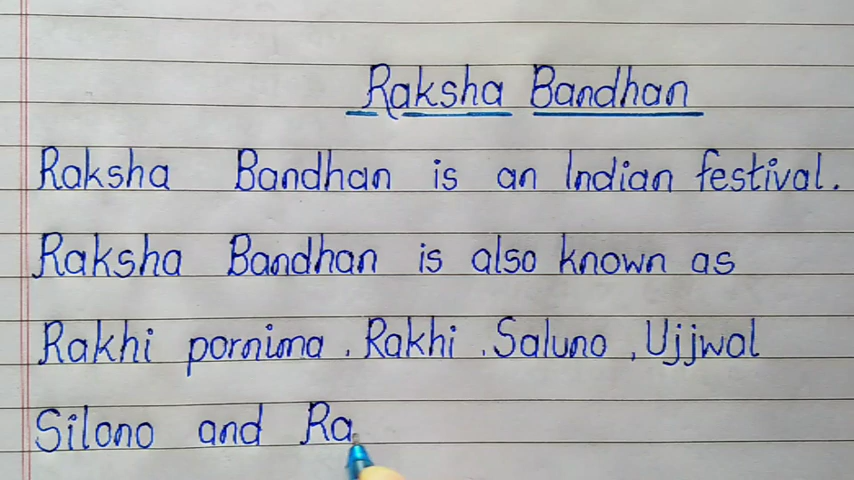 Raksha Bandhan
Raksha Bandhan is an Indian festival.
Raksha Bandhan is also known as
Rakhi pornima , Rakhi , Saluno , Ujjwal
Silono and Ra